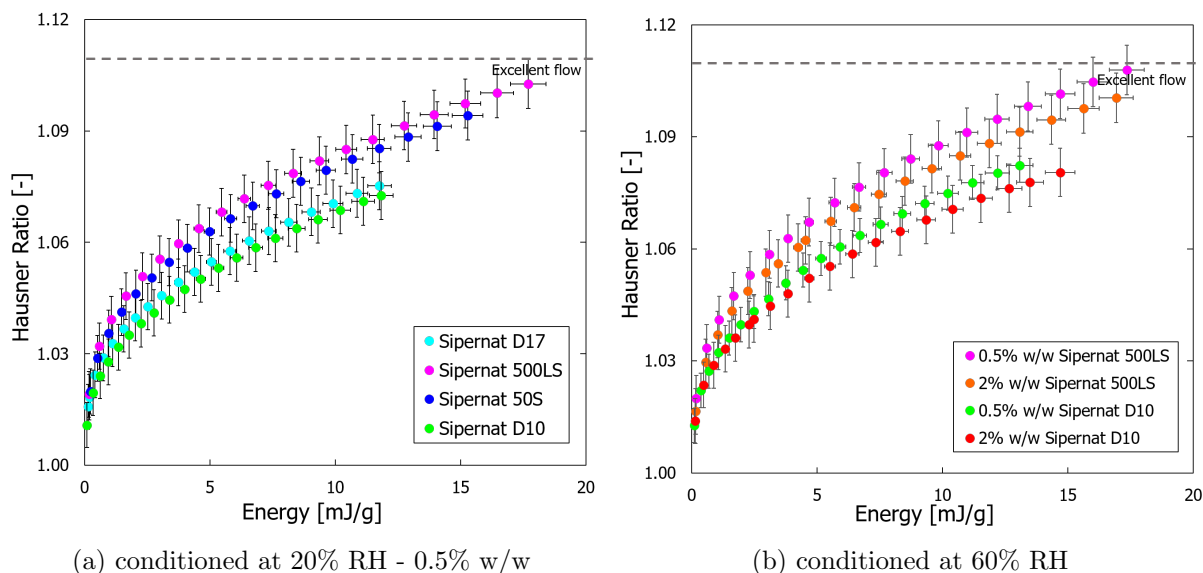 1.12
1.09
1.06
1.03
1.00
Hausner Ratio [-]
Excellent flow
Sipernat D17
Sipernat 500LS
Sipernat 50S
Sipernat D10
0
5
10
15
20
Energy [mJ/g]
(a) conditioned at 20% RH - 0.5% w/w
1.12
1.09
1.06
1.03
1.00
Hausner Ratio [-]
Excellent flow
0.5% w/w Sipernat 500LS
2% w/w Sipernat 500LS
0.5% w/w Sipernat D10
2% w/w Sipernat D10
0
5
10
15
20
Energy [mJ/g]
(b) conditioned at 60% RH